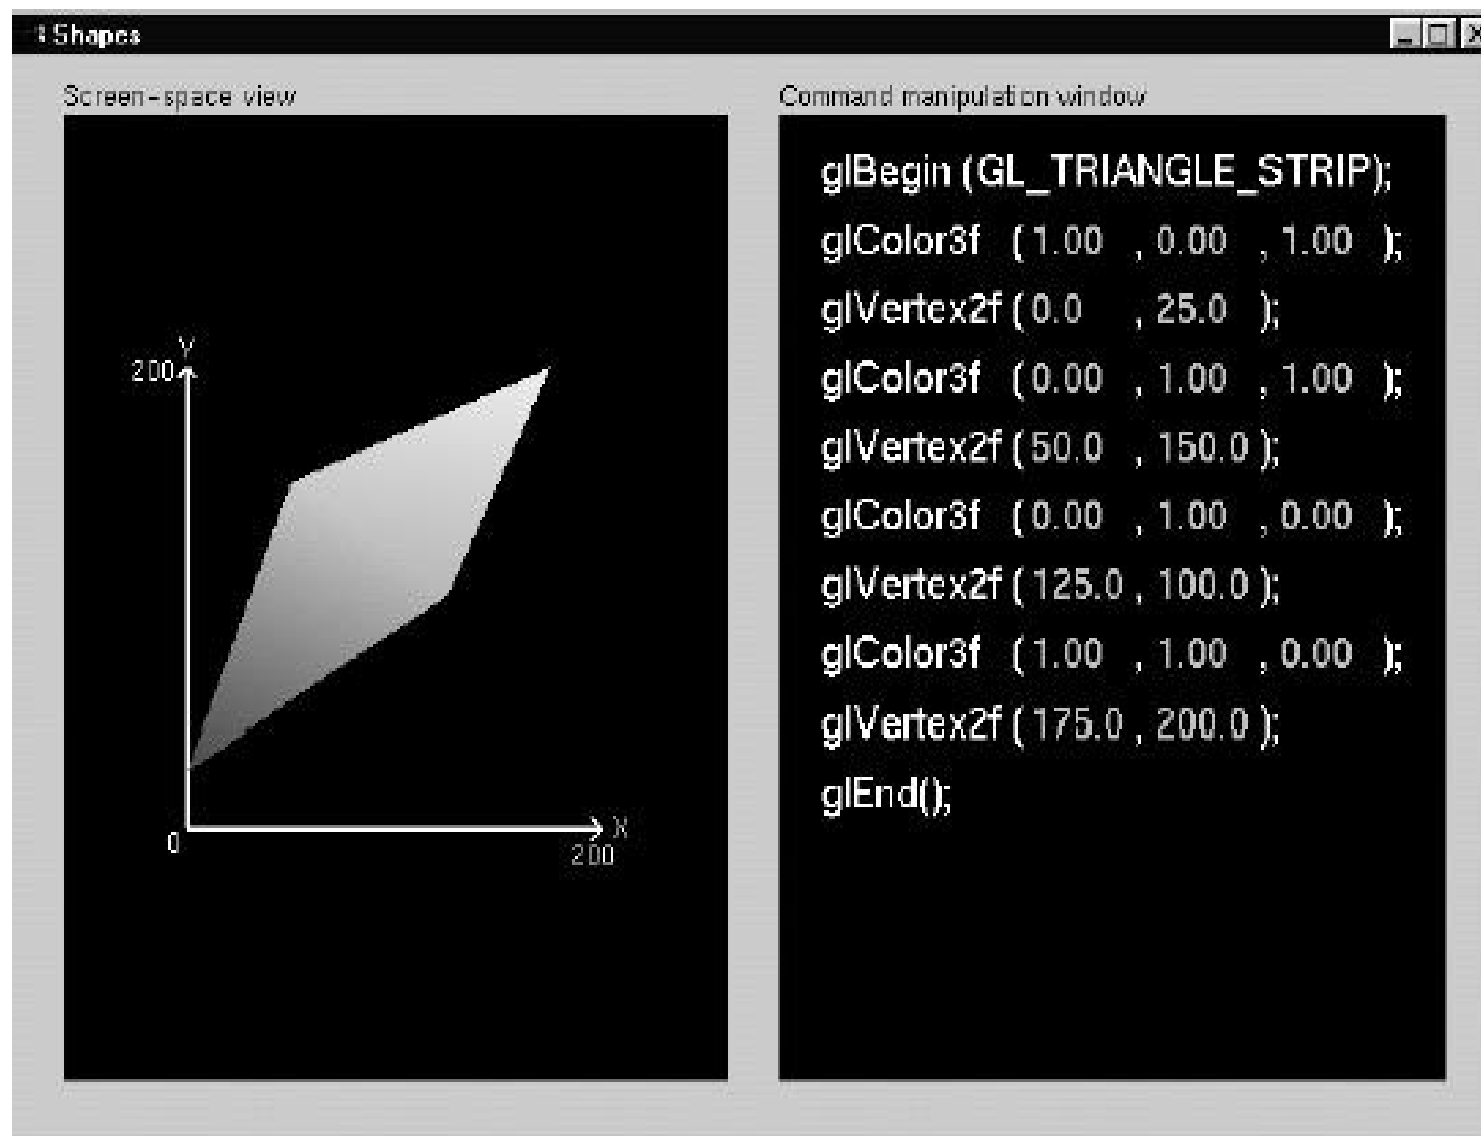 Shapes
Screen-space view
Command manipulation window
Y
200
0
X
200
glBegin (GL_TRIANGLE_STRIP);
glColor3f ( 1.00 , 0.00 , 1.00 );
glVertex2f ( 0.0 , 25.0 );
glColor3f ( 0.00 , 1.00 , 1.00 );
glVertex2f ( 50.0 , 150.0 );
glColor3f ( 0.00 , 1.00 , 0.00 );
glVertex2f ( 125.0 , 100.0 );
glColor3f ( 1.00 , 1.00 , 0.00 );
glVertex2f ( 175.0 , 200.0 );
glEnd();